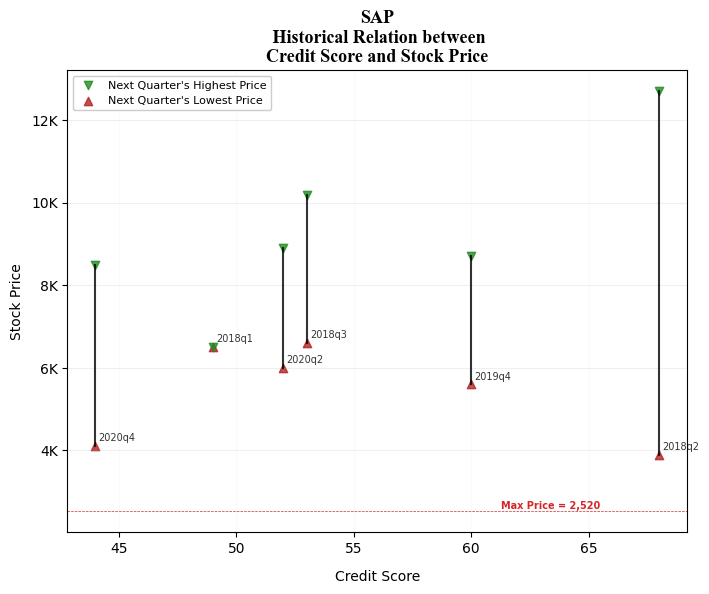 SAP
Historical Relation between
Credit Score and Stock Price
Next Quarter's Highest Price
Next Quarter's Lowest Price
12K
10K
8K
6K
4K
Stock Price
2020q4
2018q1
2020q2
2018q3
2019q4
2018q2
Max Price = 2,520
45
50
55
60
65
Credit Score